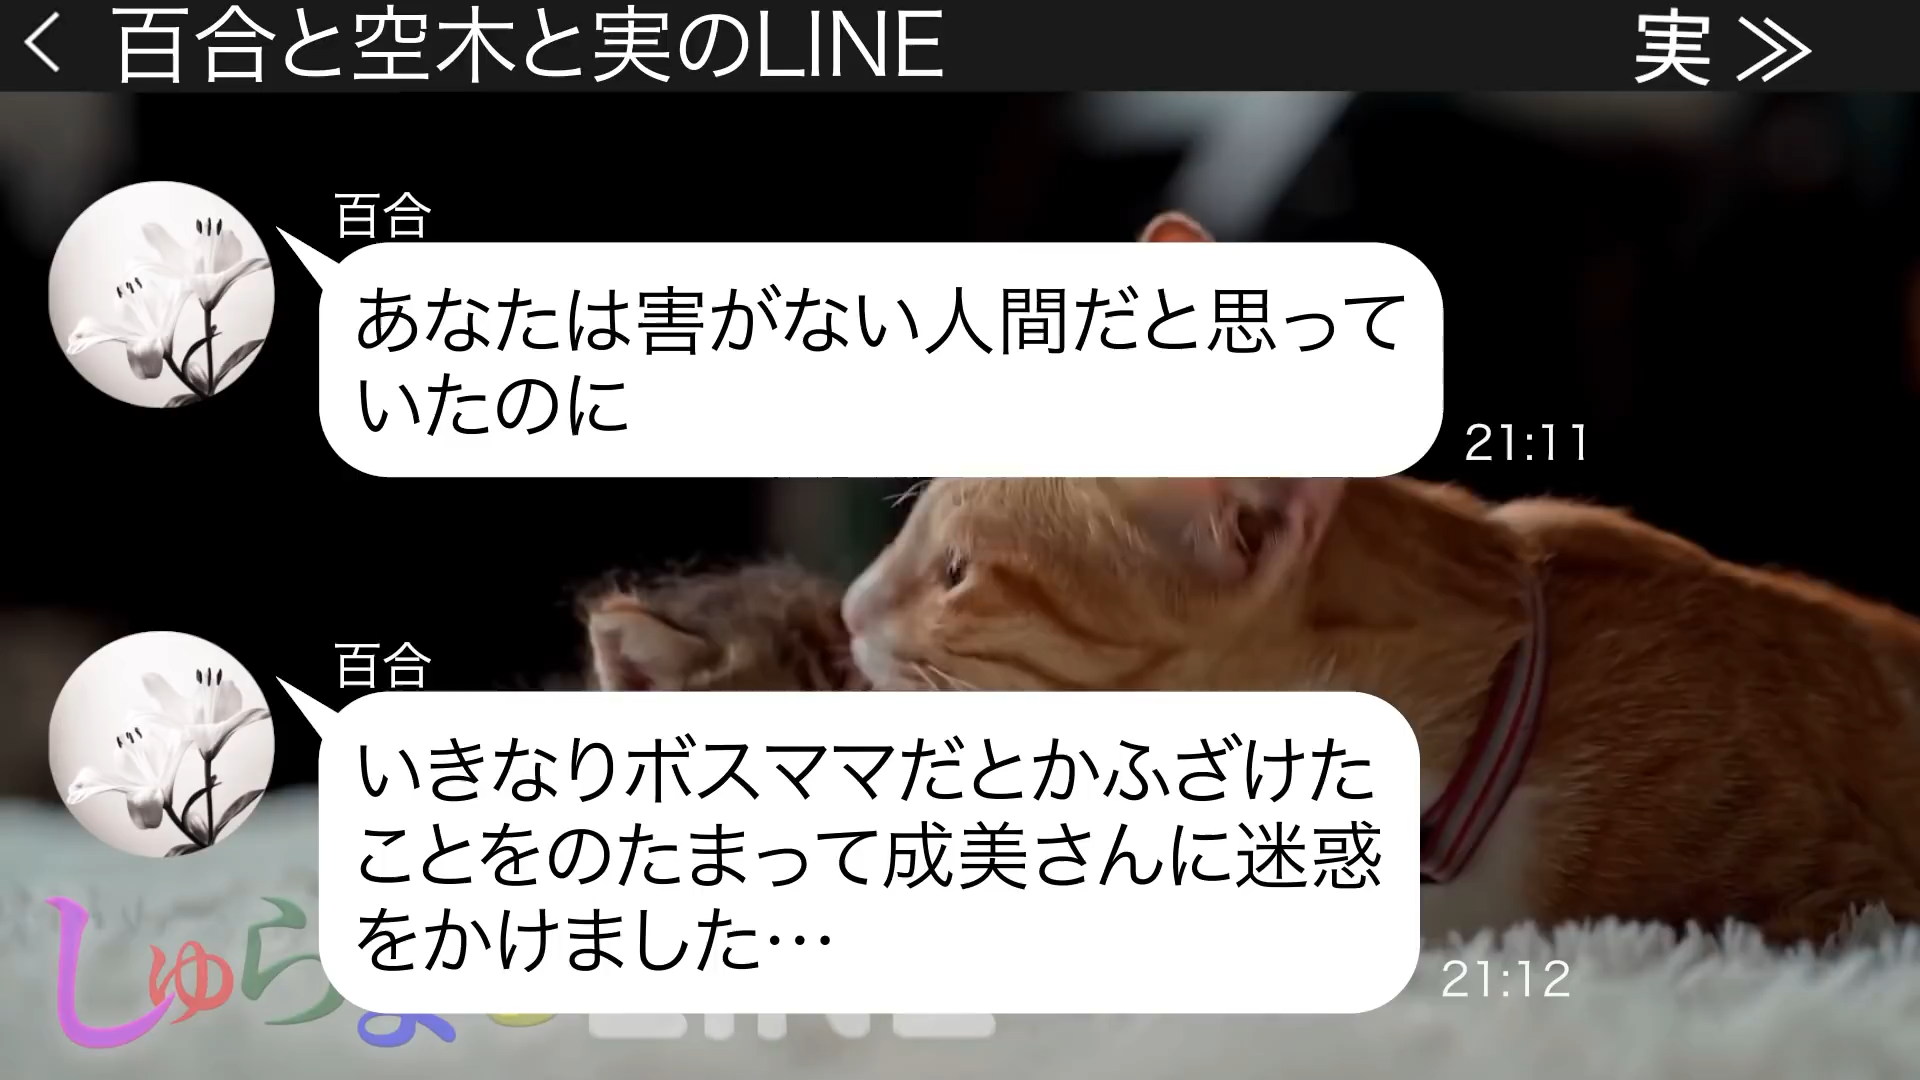 百合と空木と実のLINE
実
百合
あなたは害がない人間だと思って
いたのに
21:11
百合
いきなりボスママだとかふざけた
ことをのたまって成美さんに迷惑
をかけました…
21:12
しゅら
LINE